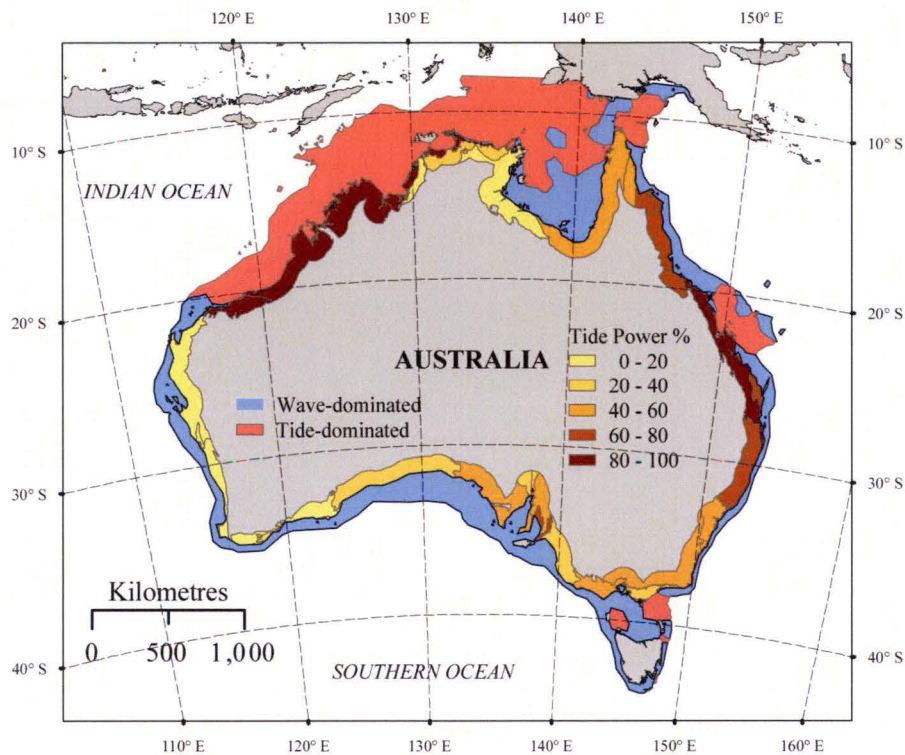 120° E 130° E 140° E 150° E
10° S 10° S
INDIAN OCEAN
20° S 20° S
AUSTRALIA
Tide Power %
0 - 20
20 - 40
40 - 60
60 - 80
80 - 100
Wave-dominated
Tide-dominated
30° S 30° S
Kilometres
0 500 1,000
SOUTHERN OCEAN
40° S 40° S
110° E 120° E 130° E 140° E 150° E 160° E